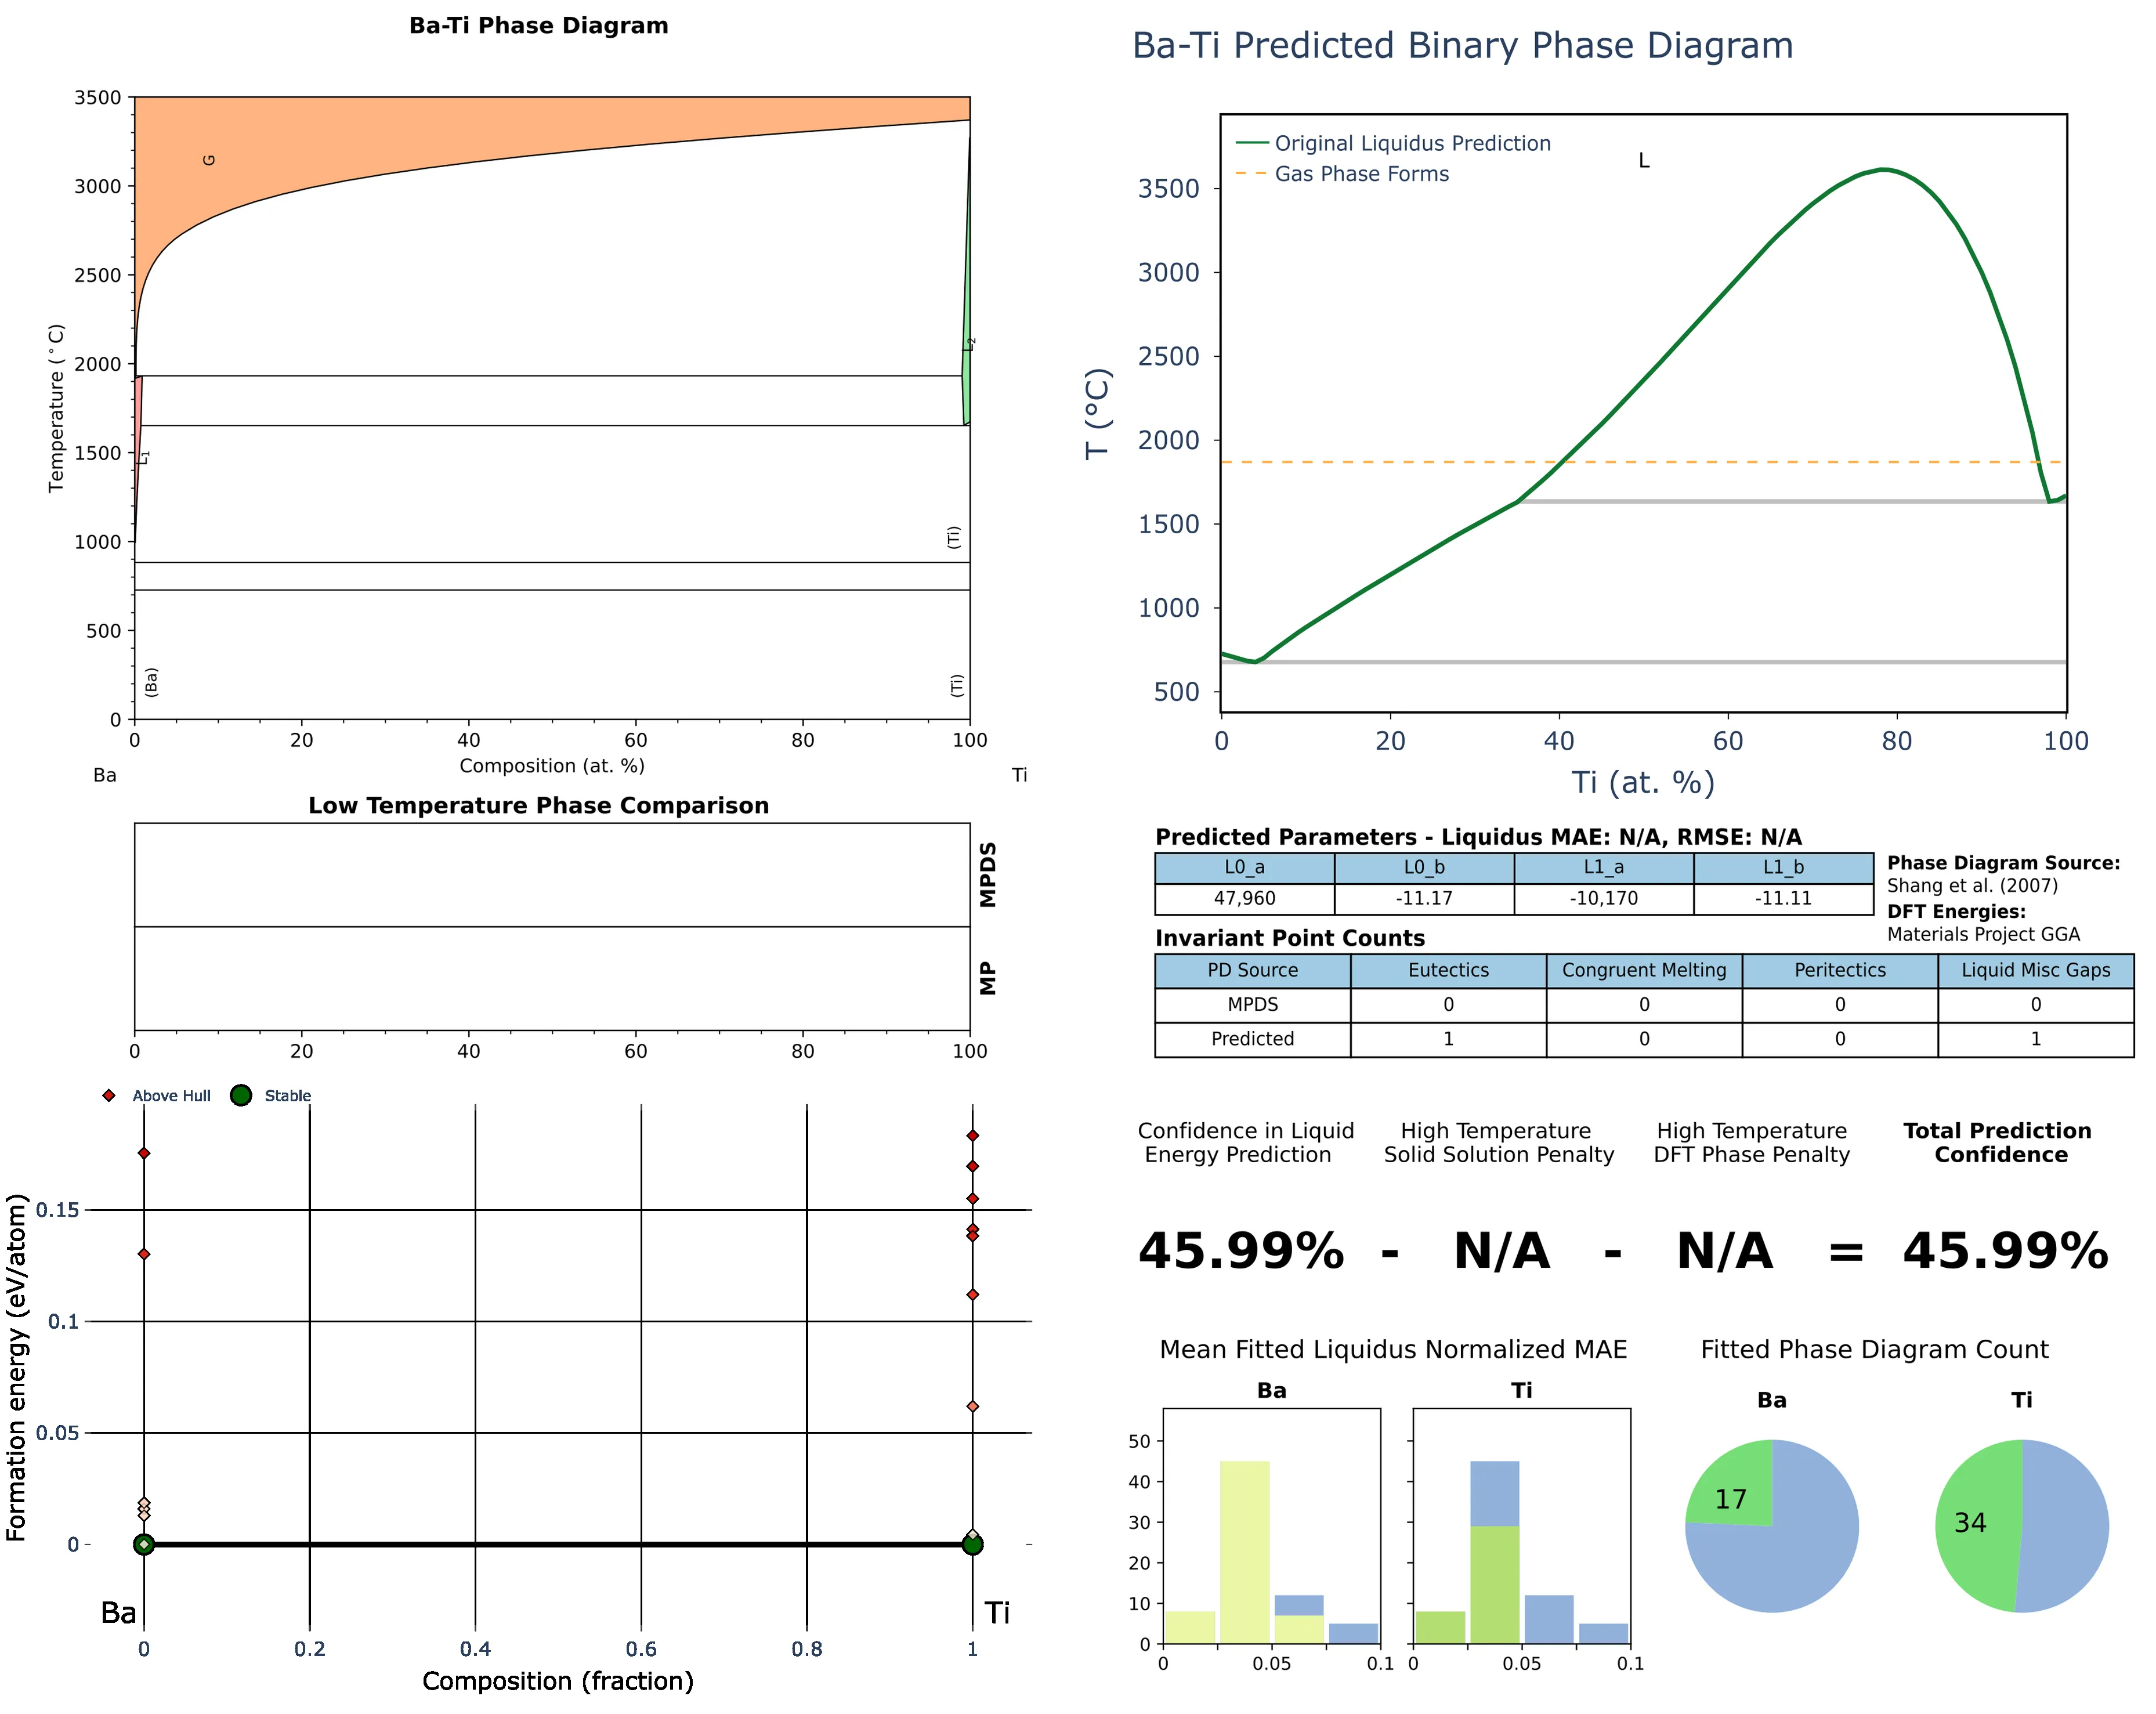 Ba-Ti Phase Diagram
3500
3000
2500
2000
1500
1000
500
0
Temperature (°C)
G
L1
L2
(Ti)
(Ba)
(Ti)
0 20 40 60 80 100
Composition (at. %)
Ba
Ti
Low Temperature Phase Comparison
MPDS
MP
0 20 40 60 80 100
Above Hull
Stable
Formation energy (eV/atom)
0.15
0.1
0.05
0
Ba
Ti
0 0.2 0.4 0.6 0.8 1
Composition (fraction)
Ba-Ti Predicted Binary Phase Diagram
Original Liquidus Prediction
Gas Phase Forms
L
T (°C)
3500
3000
2500
2000
1500
1000
500
0 20 40 60 80 100
Ti (at. %)
Predicted Parameters - Liquidus MAE: N/A, RMSE: N/A
L0_a L0_b L1_a L1_b
47,960 -11.17 -10,170 -11.11
Phase Diagram Source:
Shang et al. (2007)
DFT Energies:
Materials Project GGA
Invariant Point Counts
PD Source Eutectics Congruent Melting Peritectics Liquid Misc Gaps
MPDS 0 0 0 0
Predicted 1 0 0 1
Confidence in Liquid
Energy Prediction
High Temperature
Solid Solution Penalty
High Temperature
DFT Phase Penalty
Total Prediction
Confidence
45.99% - N/A - N/A = 45.99%
Mean Fitted Liquidus Normalized MAE
Ba
Ti
50
40
30
20
10
0
0 0.05 0.1
0 0.05 0.1
Fitted Phase Diagram Count
Ba
Ti
17
34